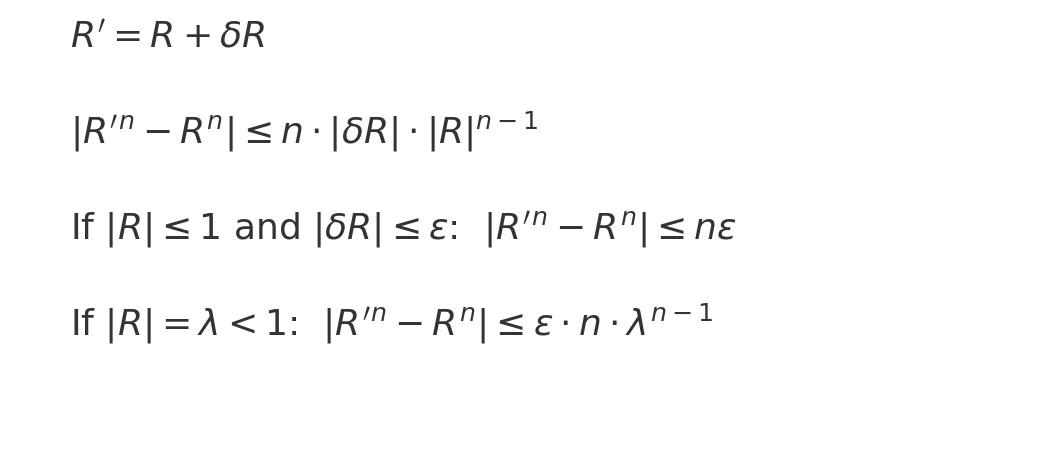 R′ = R + δR
|R′ⁿ − Rⁿ| ≤ n · |δR| · |R|ⁿ⁻¹
If |R| ≤ 1 and |δR| ≤ ε: |R′ⁿ − Rⁿ| ≤ nε
If |R| = λ < 1: |R′ⁿ − Rⁿ| ≤ ε · n · λⁿ⁻¹